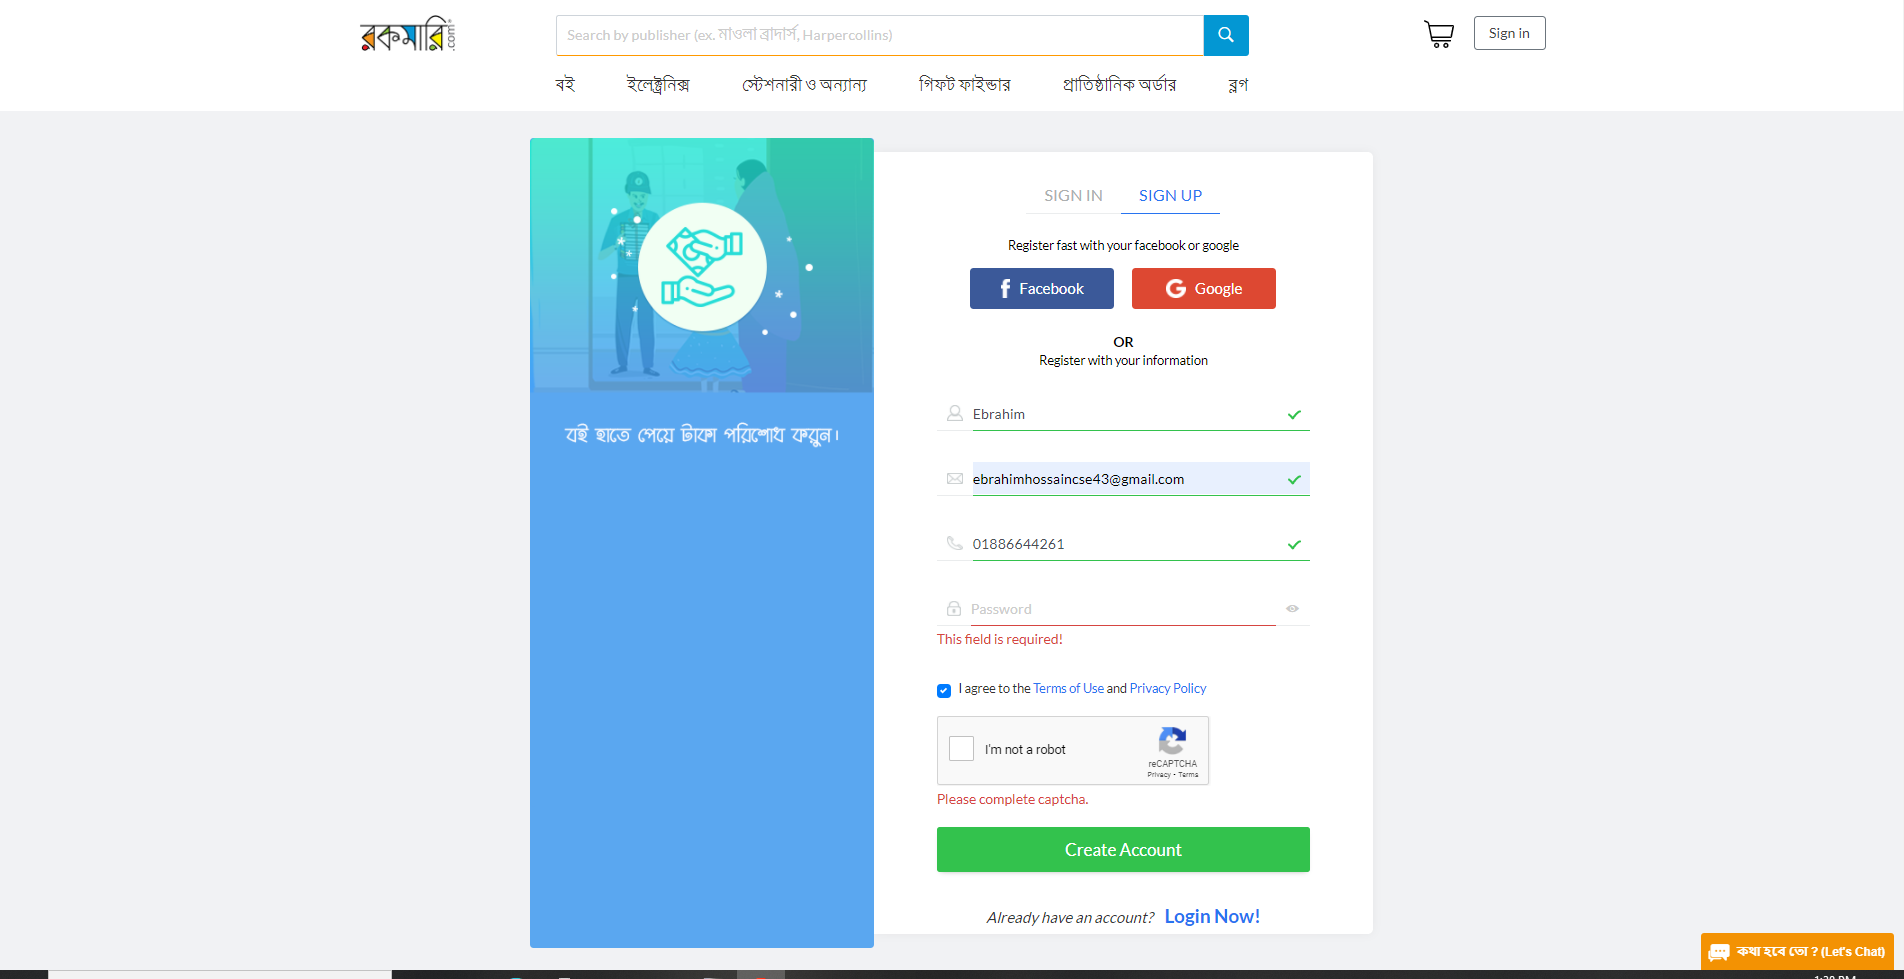 রকমারি.com
Search by publisher (ex. মাওলা ব্রাদার্স, Harpercollins)
Sign in
বই
ইলেক্ট্রনিক্স
স্টেশনারী ও অন্যান্য
গিফট ফাইন্ডার
প্রাতিষ্ঠানিক অর্ডার
ব্লগ
বই হাতে পেয়ে টাকা পরিশোধ করুন।
SIGN IN SIGN UP
Register fast with your facebook or google
Facebook Google
OR
Register with your information
Ebrahim
ebrahimhossaincse43@gmail.com
01886644261
Password
This field is required!
I agree to the Terms of Use and Privacy Policy
I'm not a robot
reCAPTCHA
Privacy - Terms
Please complete captcha.
Create Account
Already have an account? Login Now!
কথা হবে তো ? (Let's Chat)